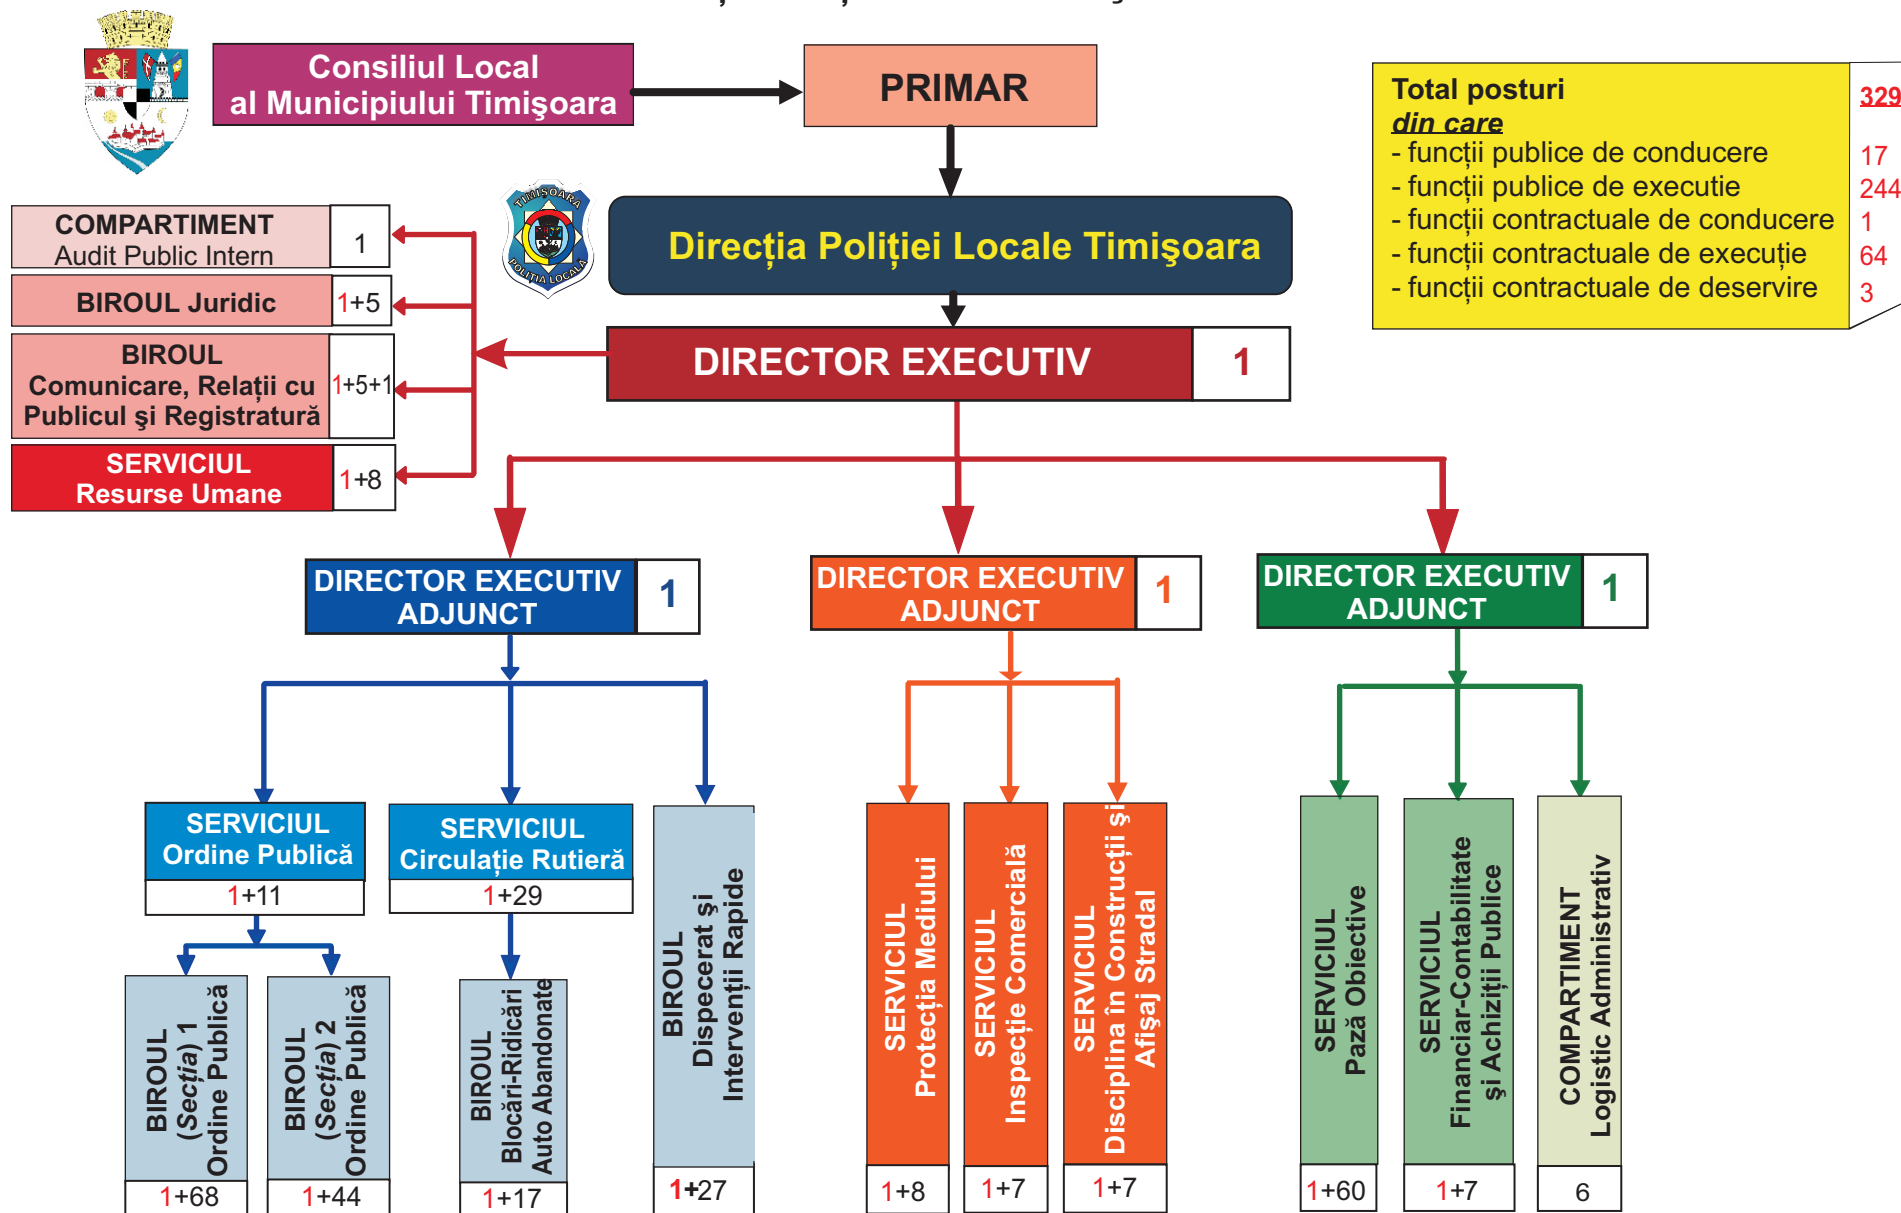 Consiliul Local
al Municipiului Timişoara
PRIMAR
Total posturi
329
din care
- funcții publice de conducere
17
- funcții publice de executie
244
- funcții contractuale de conducere
1
- funcții contractuale de execuție
64
- funcții contractuale de deservire
3
TIMIŞOARA
POLIŢIA LOCALĂ
Direcția Poliției Locale Timişoara
COMPARTIMENT
Audit Public Intern
1
BIROUL Juridic
1+5
BIROUL
Comunicare, Relații cu
Publicul şi Registratură
1+5+1
SERVICIUL
Resurse Umane
1+8
DIRECTOR EXECUTIV
1
DIRECTOR EXECUTIV
ADJUNCT
1
DIRECTOR EXECUTIV
ADJUNCT
1
DIRECTOR EXECUTIV
ADJUNCT
1
SERVICIUL
Ordine Publică
1+11
SERVICIUL
Circulație Rutieră
1+29
BIROUL
(Secția) 1
Ordine Publică
1+68
BIROUL
(Secția) 2
Ordine Publică
1+44
BIROUL
Blocări-Ridicări
Auto Abandonate
1+17
BIROUL
Dispecerat şi
Intervenții Rapide
1+27
SERVICIUL
Protecția Mediului
1+8
SERVICIUL
Inspecție Comercială
1+7
SERVICIUL
Disciplina în Construcții şi
Afişaj Stradal
1+7
SERVICIUL
Pază Obiective
1+60
SERVICIUL
Financiar-Contabilitate
şi Achiziții Publice
1+7
COMPARTIMENT
Logistic Administrativ
6